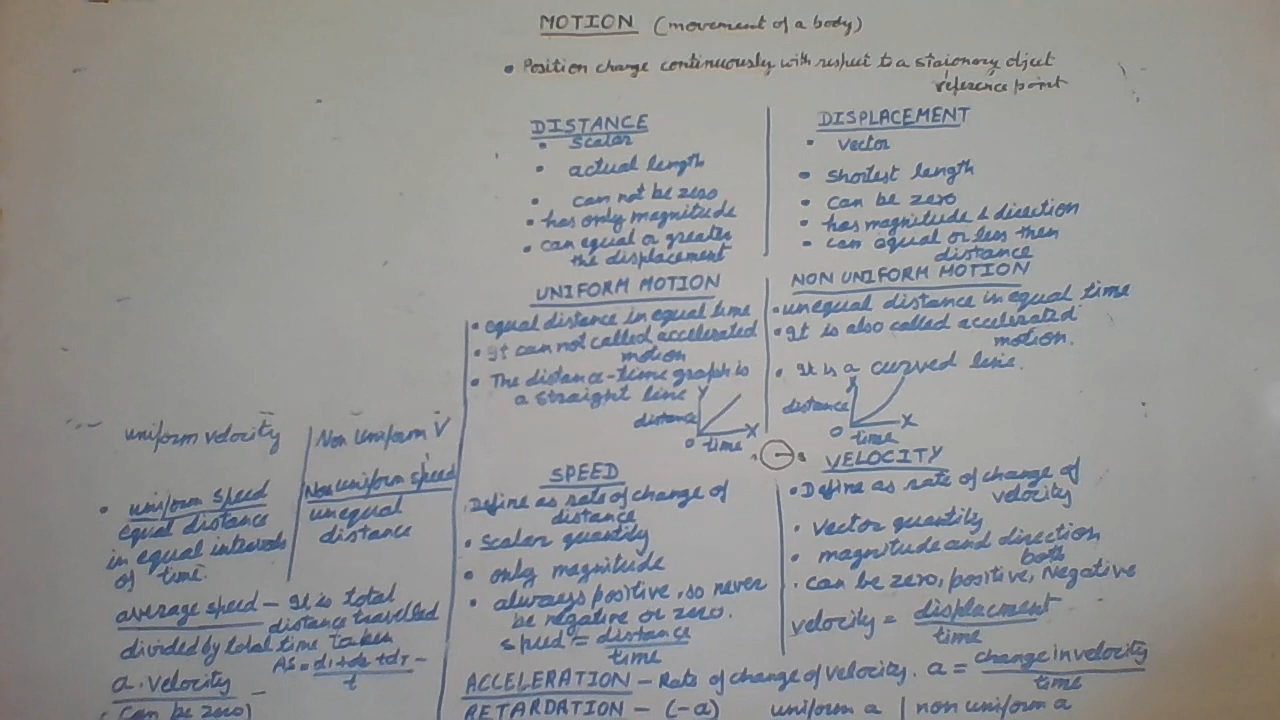 MOTION (movement of a body)
• Position change continuously with respect to a stationary object
reference point
DISTANCE
• scalar
• actual length
• can not be zero
• has only magnitude
• can equal or greater
the displacement
DISPLACEMENT
• vector
• shortest length
• can be zero
• has magnitude & direction
• can equal or less then
distance
UNIFORM MOTION
• equal distance in equal time
• It can not called accelerated
motion
• The distance-time graph is
a straight line
Y
distance
O time X
NON UNIFORM MOTION
• unequal distance in equal time
• It is also called accelerated
motion.
• It is a curved line.
Y
distance
O time X
uniform velocity
• uniform speed
equal distance
in equal intervals
of time.
Non Uniform V
Non uniform speed
unequal
distance
average speed - It is total
distance travelled
divided by total time taken
AS = d1+d2+dT
t
a. velocity -
(can be zero)
SPEED
Define as rate of change of
distance
• Scalar quantity
• only magnitude
• always positive, so never
be negative or zero.
speed = distance
time
VELOCITY
• Define as rate of change of
velocity
• vector quantity
• magnitude and direction
both
• can be zero, positive, Negative
velocity = displacment
time
ACCELERATION - Rate of change of velocity. a = change in velocity
time
RETARDATION - (-a) uniform a | non uniform a